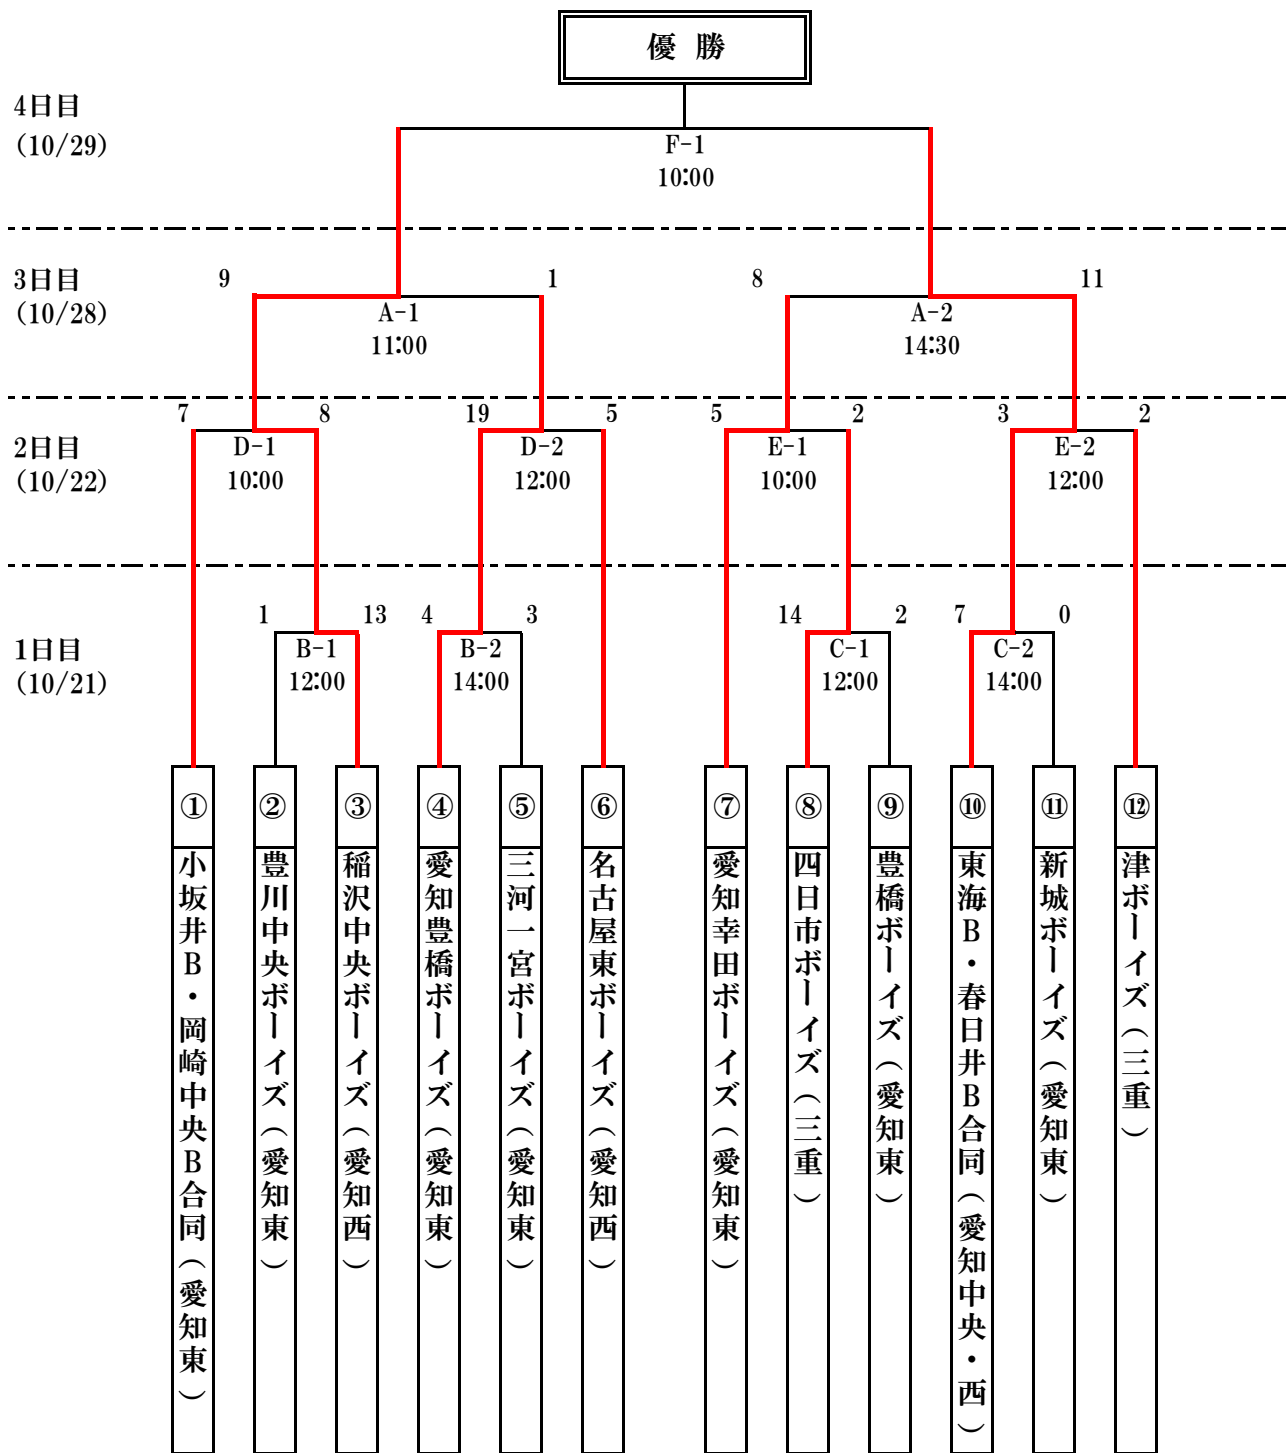 優 勝
4日目
(10/29)
F-1
10:00
3日目
(10/28)
9
1
8
11
A-1
11:00
A-2
14:30
2日目
(10/22)
7
8
19
5
5
2
3
2
D-1
10:00
D-2
12:00
E-1
10:00
E-2
12:00
1日目
(10/21)
1
13
4
3
14
2
7
0
B-1
12:00
B-2
14:00
C-1
12:00
C-2
14:00
①
小坂井B・岡崎中央B合同(愛知東)
②
豊川中央ボーイズ(愛知東)
③
稲沢中央ボーイズ(愛知西)
④
愛知豊橋ボーイズ(愛知東)
⑤
三河一宮ボーイズ(愛知東)
⑥
名古屋東ボーイズ(愛知西)
⑦
愛知幸田ボーイズ(愛知東)
⑧
四日市ボーイズ(三重)
⑨
豊橋ボーイズ(愛知東)
⑩
東海B・春日井B合同(愛知中央・西)
⑪
新城ボーイズ(愛知東)
⑫
津ボーイズ(三重)